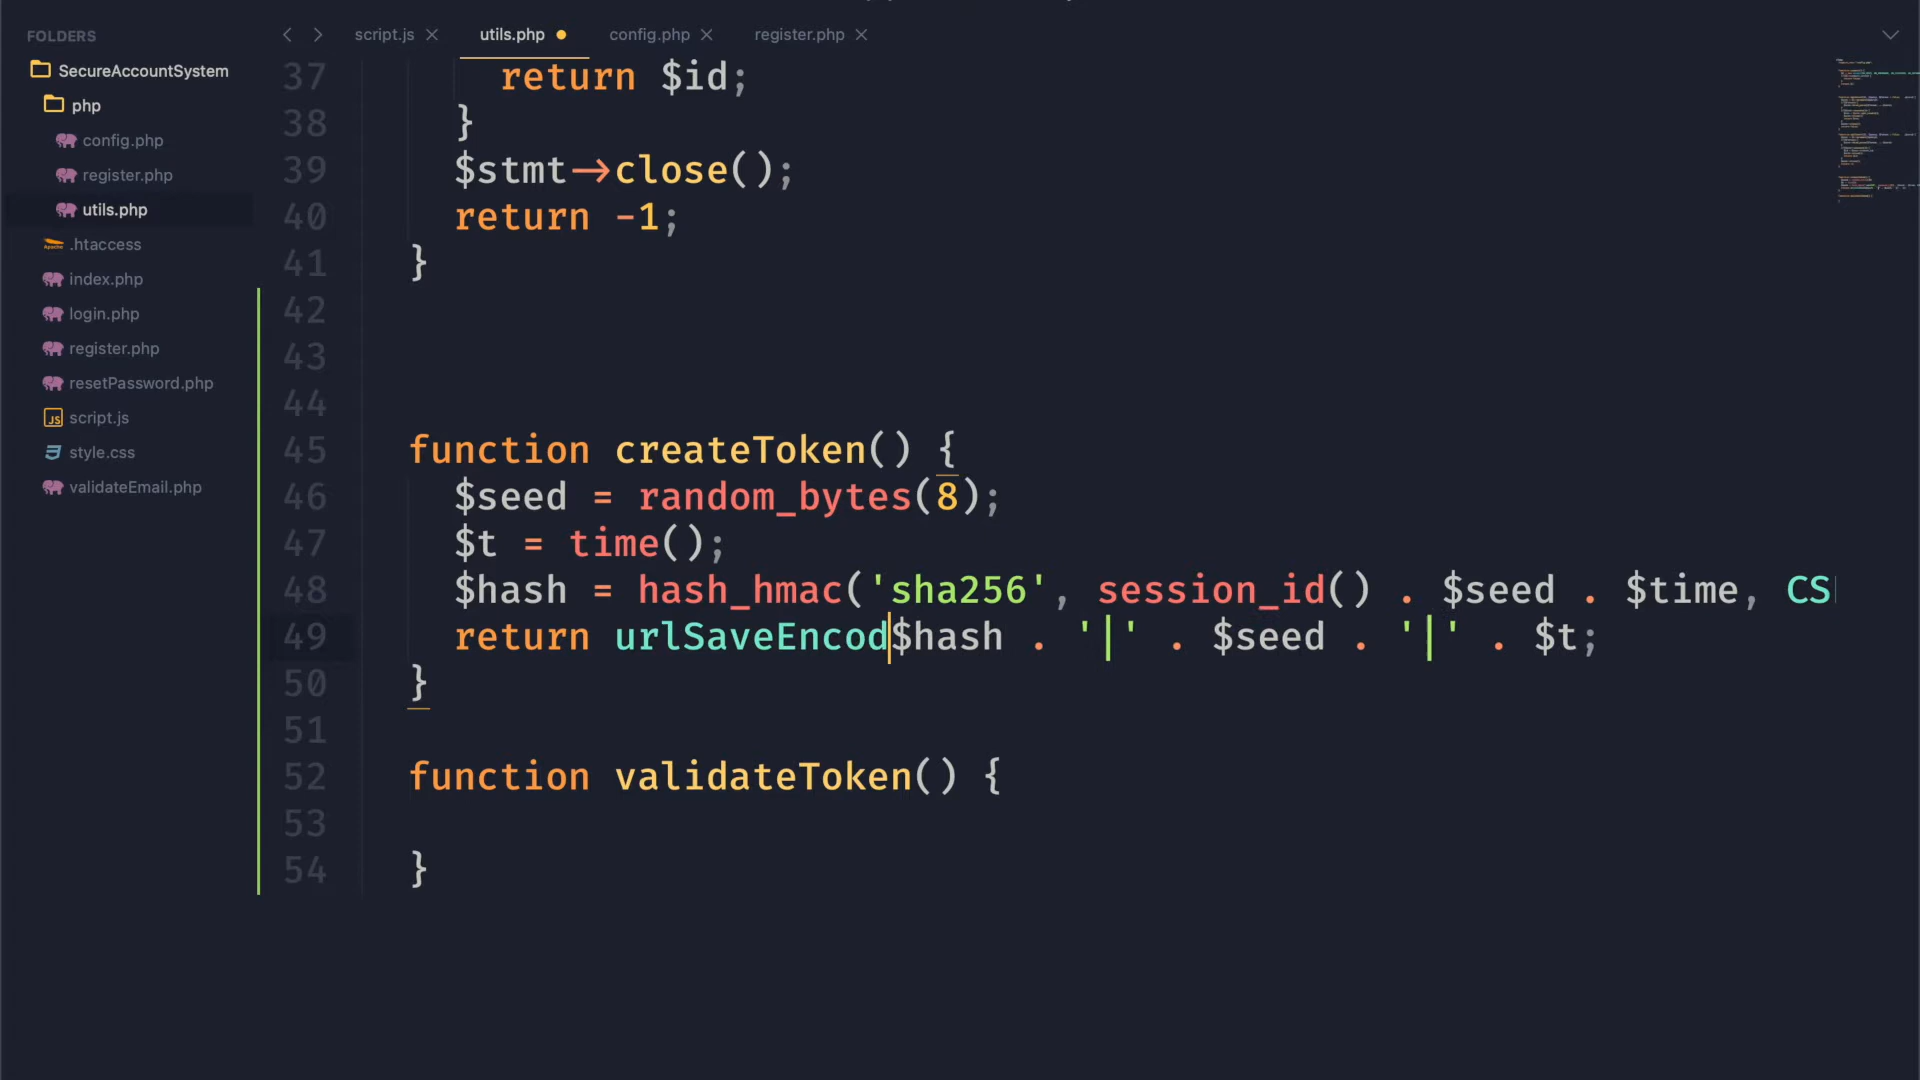 FOLDERS
SecureAccountSystem
php
config.php
register.php
utils.php
.htaccess
index.php
login.php
register.php
resetPassword.php
script.js
style.css
validateEmail.php
script.js
utils.php
config.php
register.php
37 return $id;
38 }
39 $stmt->close();
40 return -1;
41 }
42
43
44
45 function createToken() {
46 $seed = random_bytes(8);
47 $t = time();
48 $hash = hash_hmac('sha256', session_id() . $seed . $time, CS
49 return urlSaveEncod$hash . '|' . $seed . '|' . $t;
50 }
51
52 function validateToken() {
53
54 }